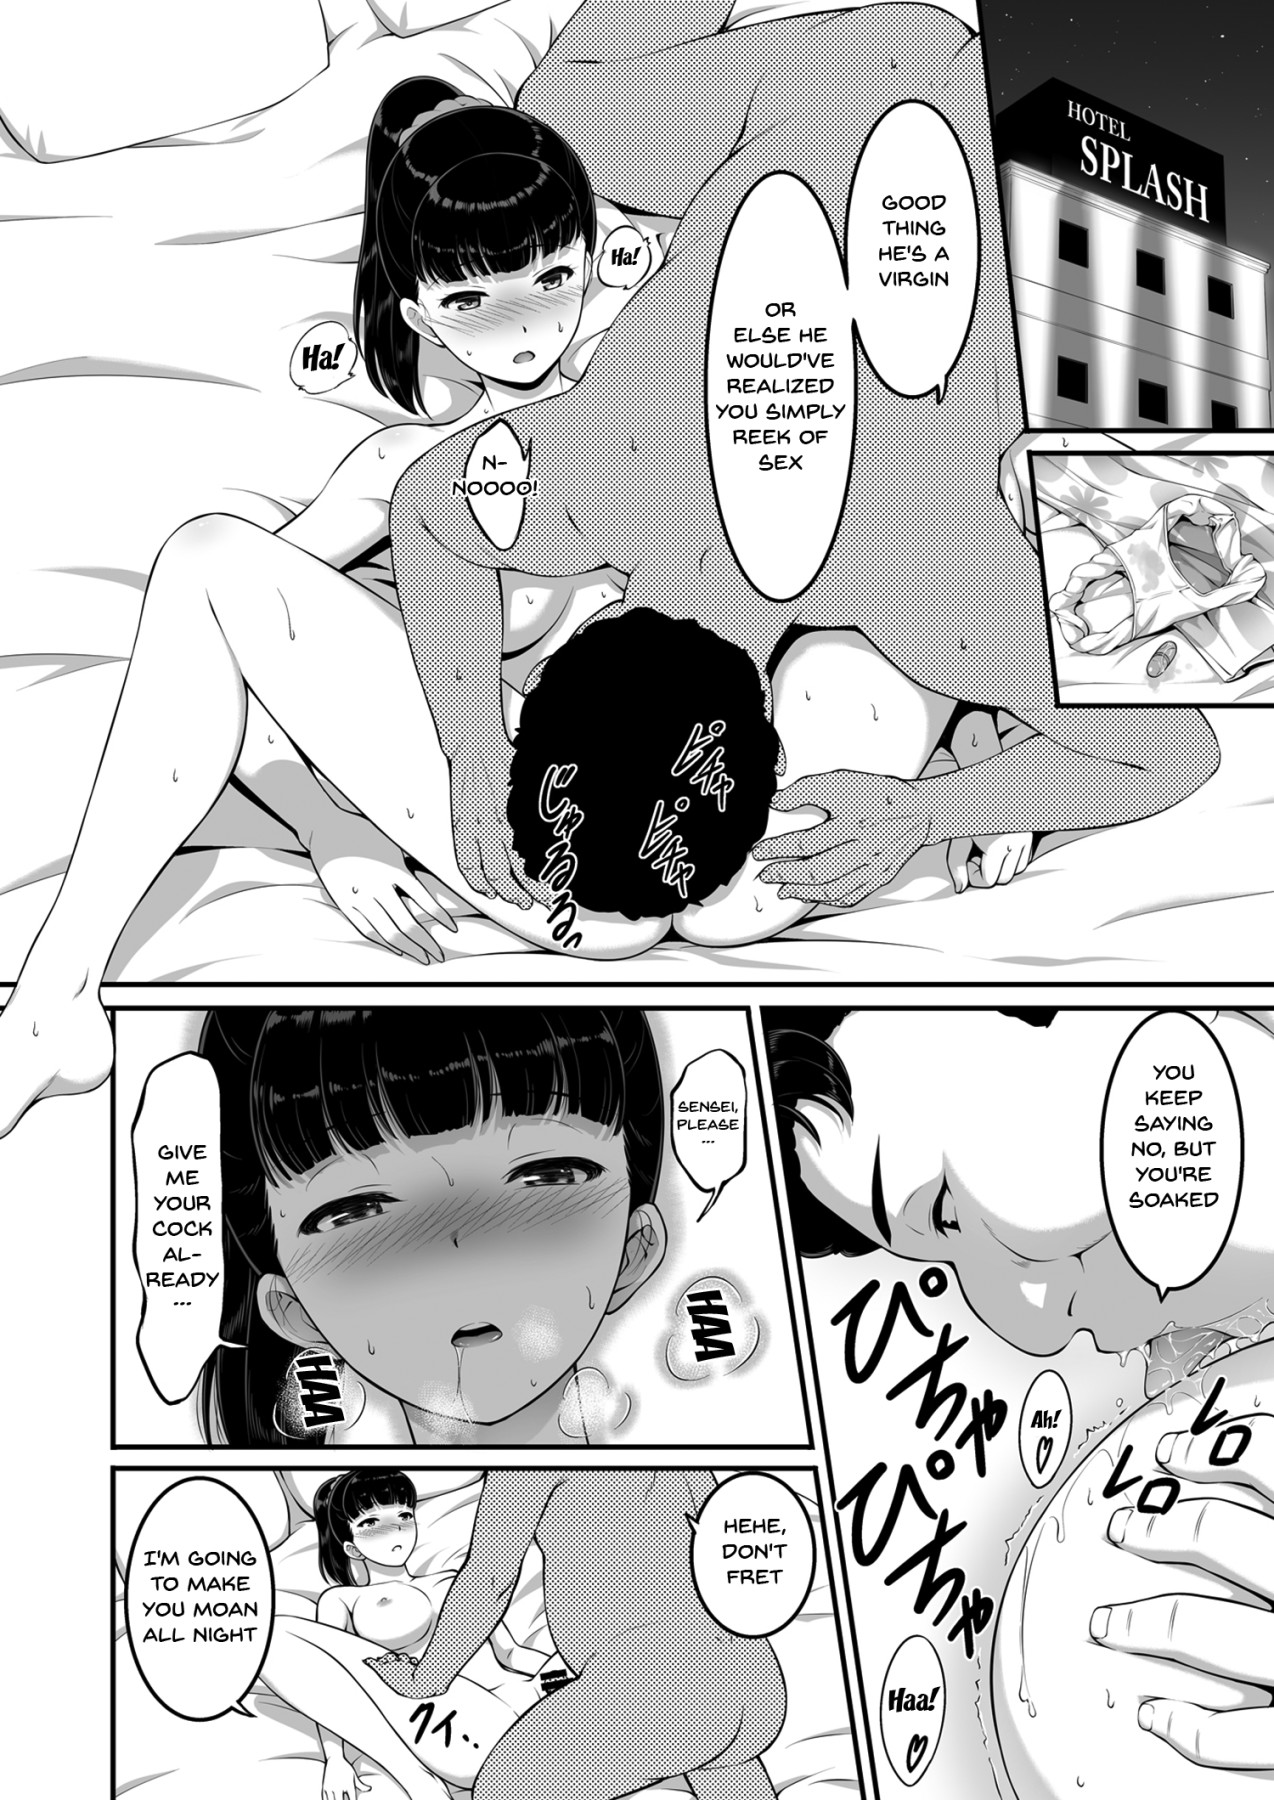 HOTEL
SPLASH
GOOD
THING
HE'S A
VIRGIN
OR
ELSE HE
WOULD'VE
REALIZED
YOU SIMPLY
REEK OF
SEX
Ha!
Ha!
N-
NOOOO!
ピチャ
ピチャ
じゅるるるっ
YOU
KEEP
SAYING
NO, BUT
YOU'RE
SOAKED
ぴちゃ
ぴちゃ
レロ
レロ
Ah!
Haa!
SENSEI,
PLEASE
...
GIVE
ME
YOUR
COCK
AL-
READY
...
HAA
HAA
HEHE,
DON'T
FRET
I'M GOING
TO MAKE
YOU MOAN
ALL NIGHT
クイ..